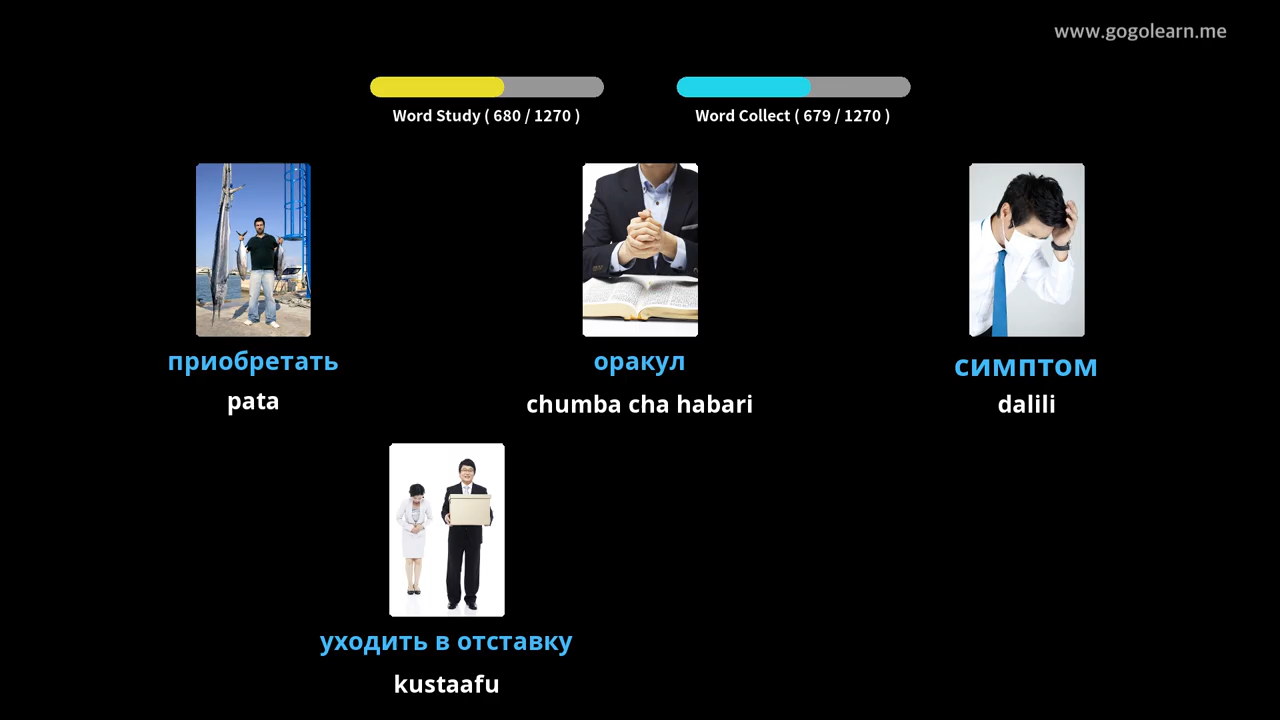 www.gogolearn.me
Word Study ( 680 / 1270 )
Word Collect ( 679 / 1270 )
приобретать
pata
оракул
chumba cha habari
симптом
dalili
уходить в отставку
kustaafu